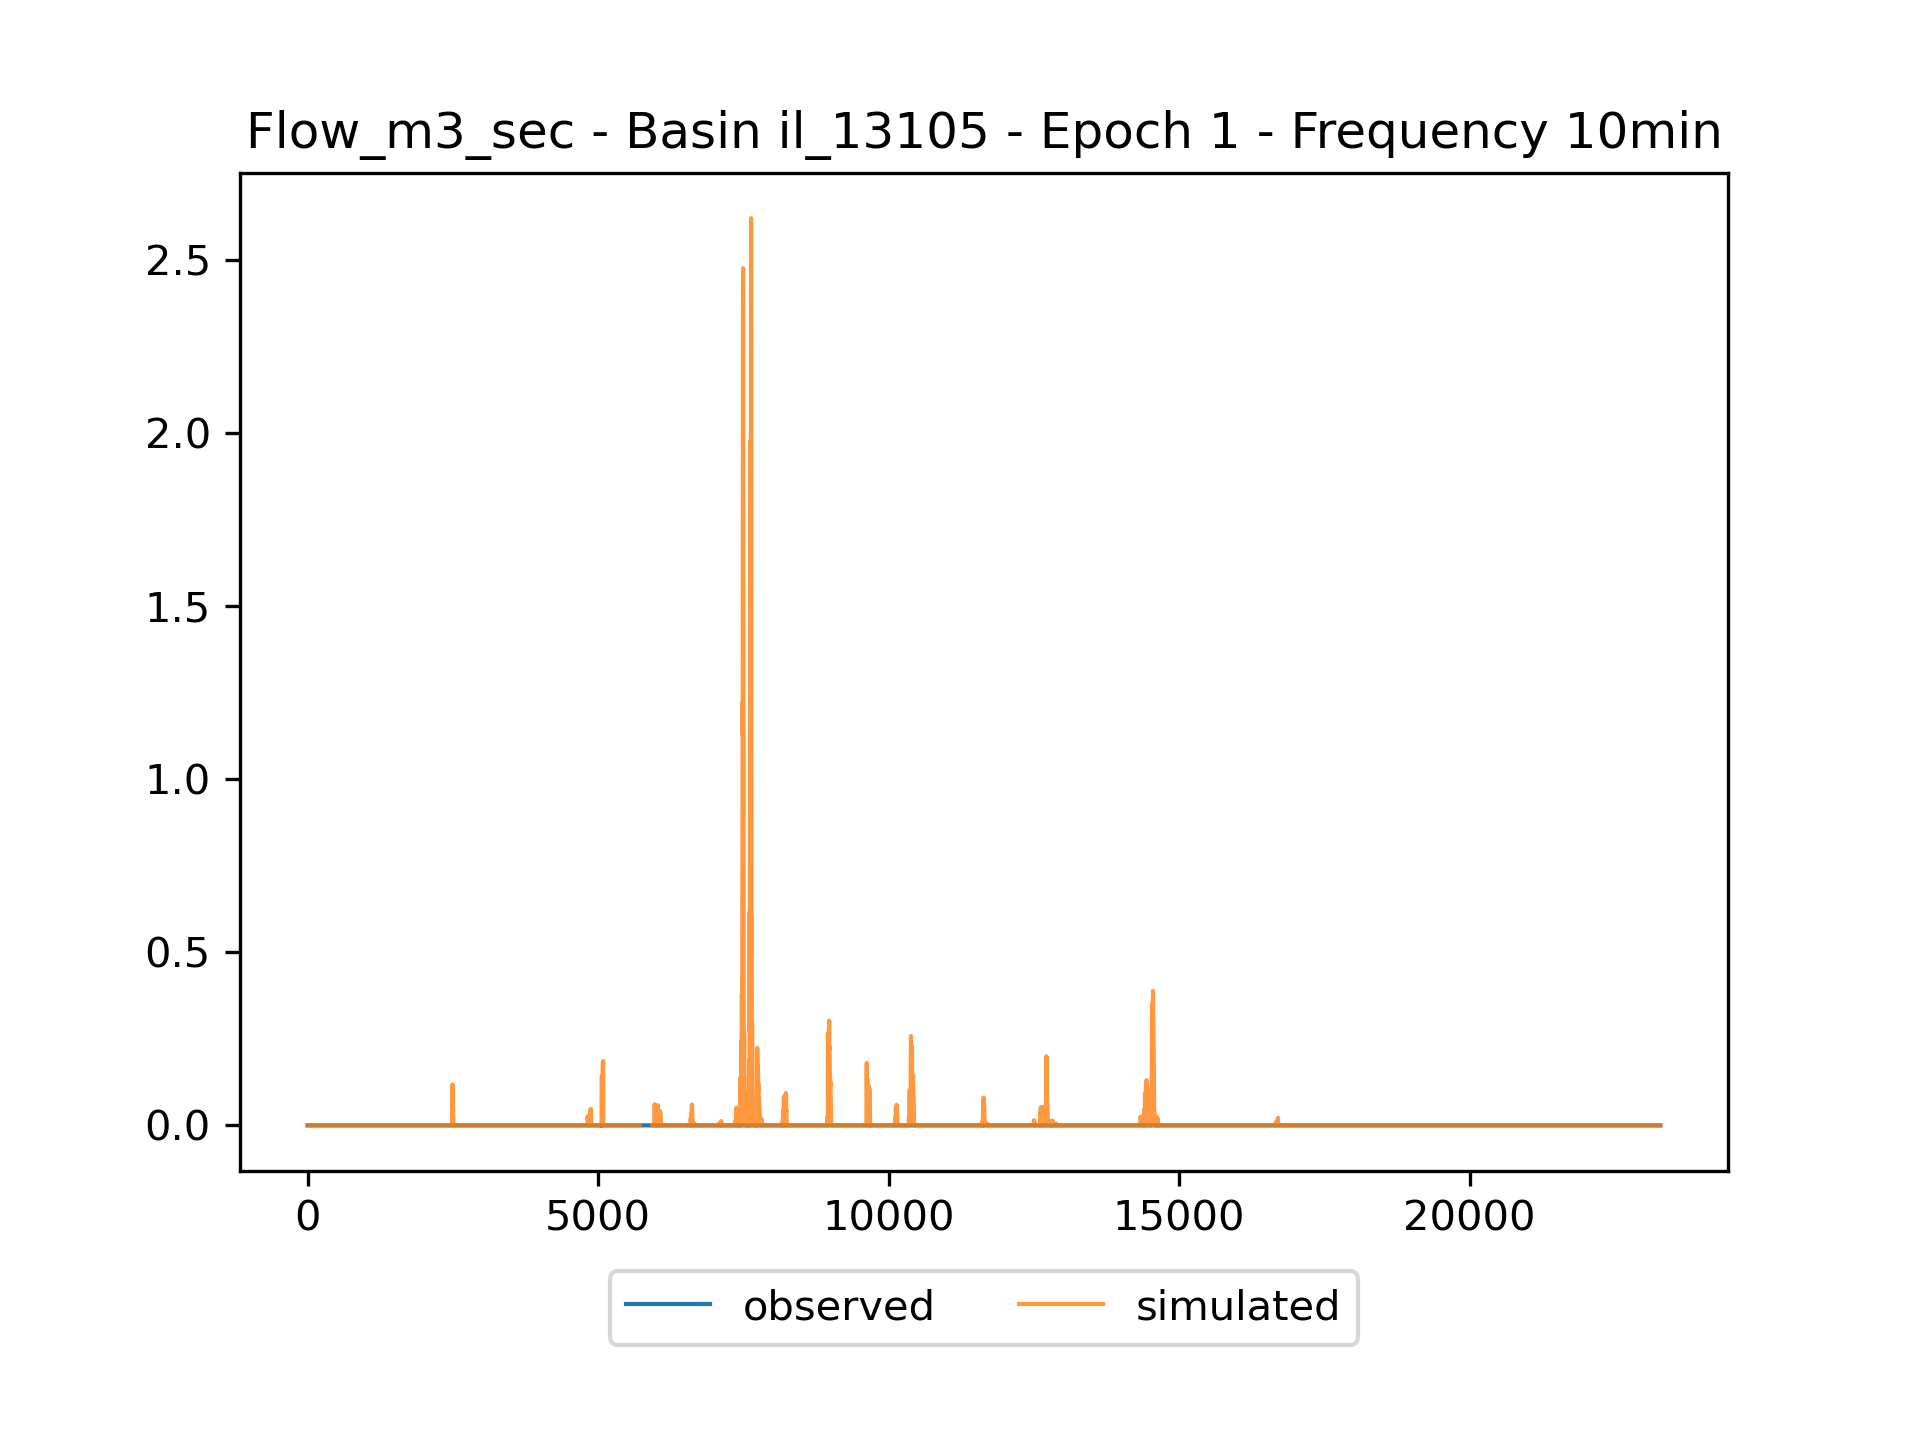 Flow_m3_sec - Basin il_13105 - Epoch 1 - Frequency 10min
2.5
2.0
1.5
1.0
0.5
0.0
0 5000 10000 15000 20000
observed simulated